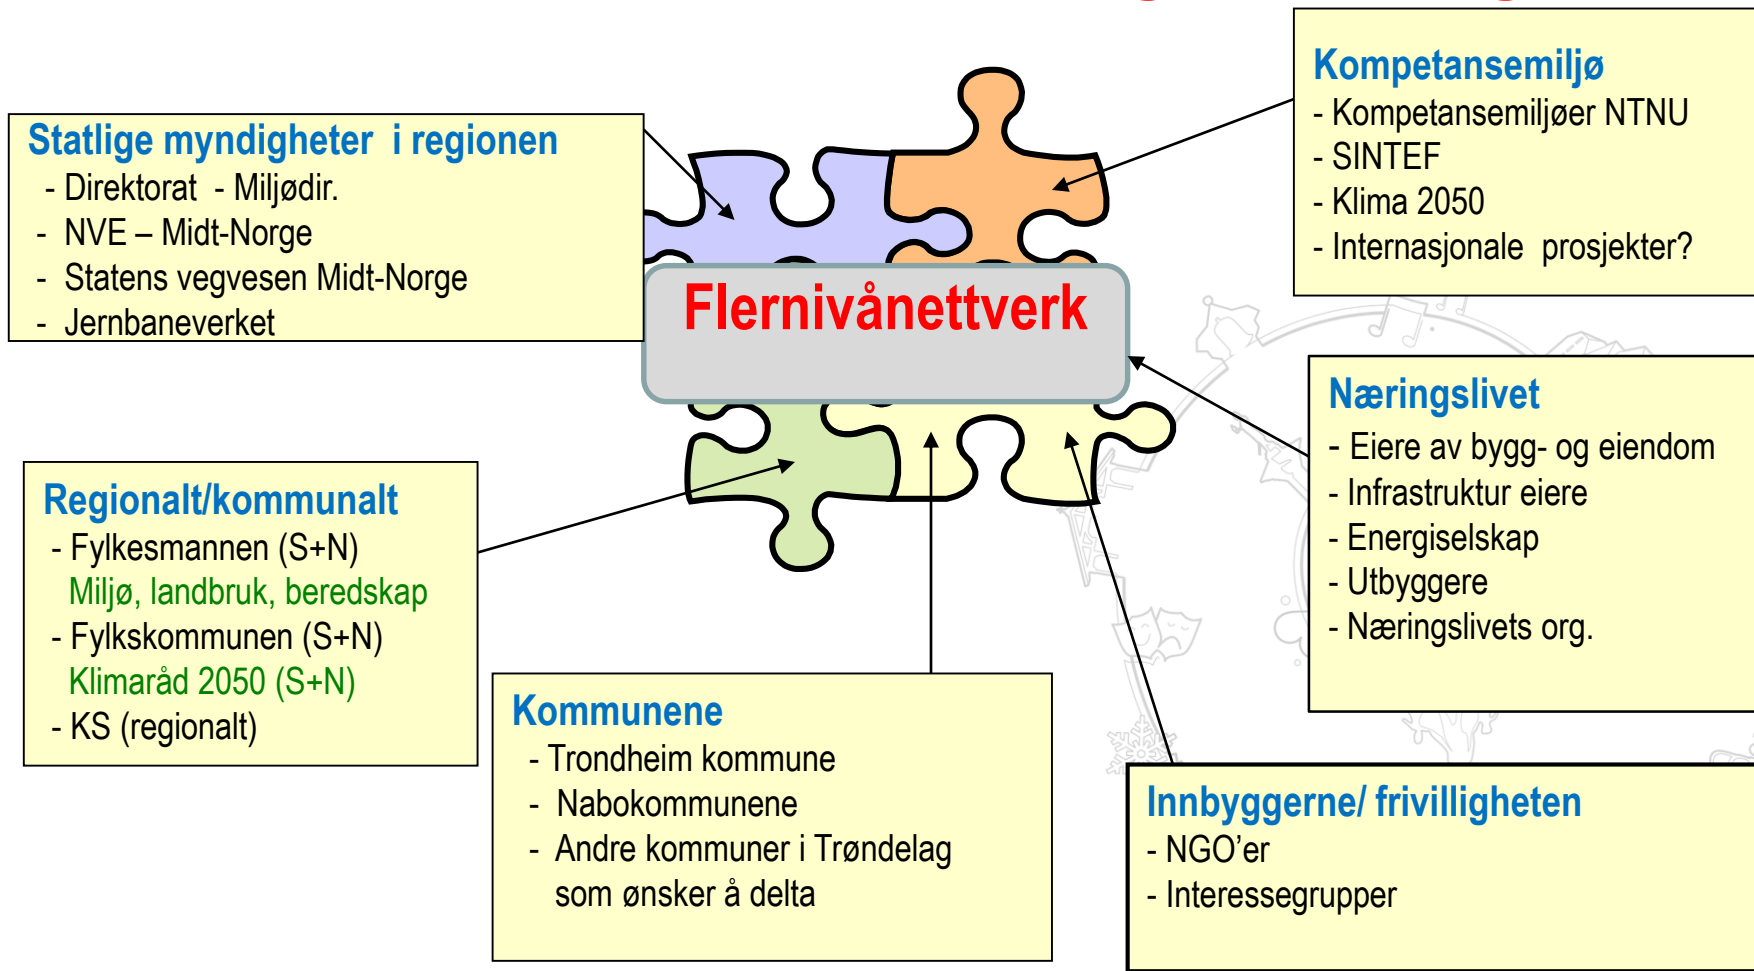 Statlige myndigheter i regionen
- Direktorat - Miljødir.
- NVE – Midt-Norge
- Statens vegvesen Midt-Norge
- Jernbaneverket
Kompetansemiljø
- Kompetansemiljøer NTNU
- SINTEF
- Klima 2050
- Internasjonale prosjekter?
Flernivånettverk
Næringslivet
- Eiere av bygg- og eiendom
- Infrastruktur eiere
- Energiselskap
- Utbyggere
- Næringslivets org.
Regionalt/kommunalt
- Fylkesmannen (S+N)
Miljø, landbruk, beredskap
- Fylkskommunen (S+N)
Klimaråd 2050 (S+N)
- KS (regionalt)
Kommunene
- Trondheim kommune
- Nabokommunene
- Andre kommuner i Trøndelag
som ønsker å delta
Innbyggerne/ frivilligheten
- NGO’er
- Interessegrupper